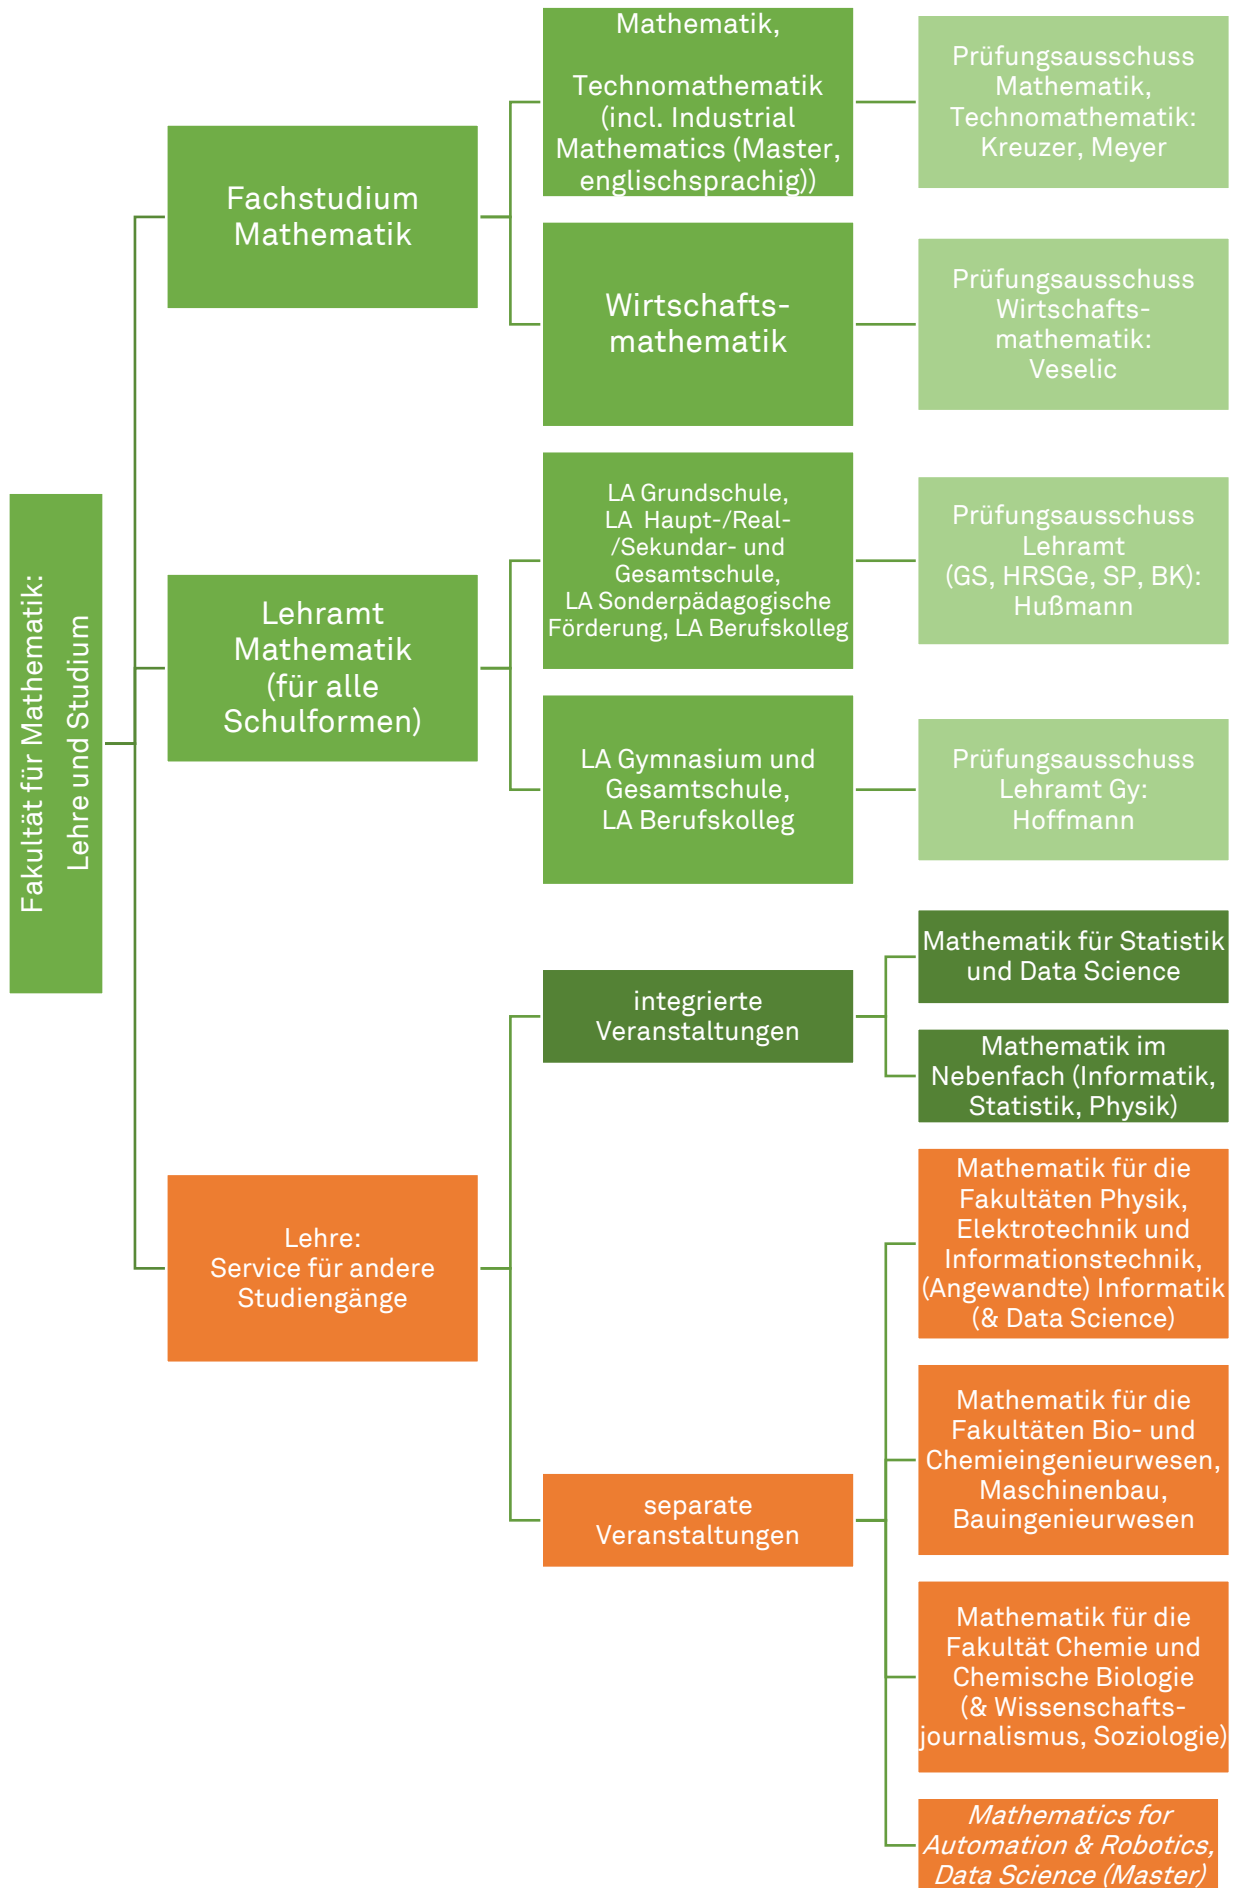 Fakultät für Mathematik:
Lehre und Studium
Fachstudium
Mathematik
Mathematik,
Technomathematik
(incl. Industrial
Mathematics (Master,
englischsprachig))
Prüfungsausschuss
Mathematik,
Technomathematik:
Kreuzer, Meyer
Wirtschafts-
mathematik
Prüfungsausschuss
Wirtschafts-
mathematik:
Veselic
Lehramt
Mathematik
(für alle
Schulformen)
LA Grundschule,
LA Haupt-/Real-
/Sekundar- und
Gesamtschule,
LA Sonderpädagogische
Förderung, LA Berufskolleg
Prüfungsausschuss
Lehramt
(GS, HRSGe, SP, BK):
Hußmann
LA Gymnasium und
Gesamtschule,
LA Berufskolleg
Prüfungsausschuss
Lehramt Gy:
Hoffmann
Lehre:
Service für andere
Studiengänge
integrierte
Veranstaltungen
Mathematik für Statistik
und Data Science
Mathematik im
Nebenfach (Informatik,
Statistik, Physik)
separate
Veranstaltungen
Mathematik für die
Fakultäten Physik,
Elektrotechnik und
Informationstechnik,
(Angewandte) Informatik
(& Data Science)
Mathematik für die
Fakultäten Bio- und
Chemieingenieurwesen,
Maschinenbau,
Bauingenieurwesen
Mathematik für die
Fakultät Chemie und
Chemische Biologie
(& Wissenschafts-
journalismus, Soziologie)
Mathematics for
Automation & Robotics,
Data Science (Master)